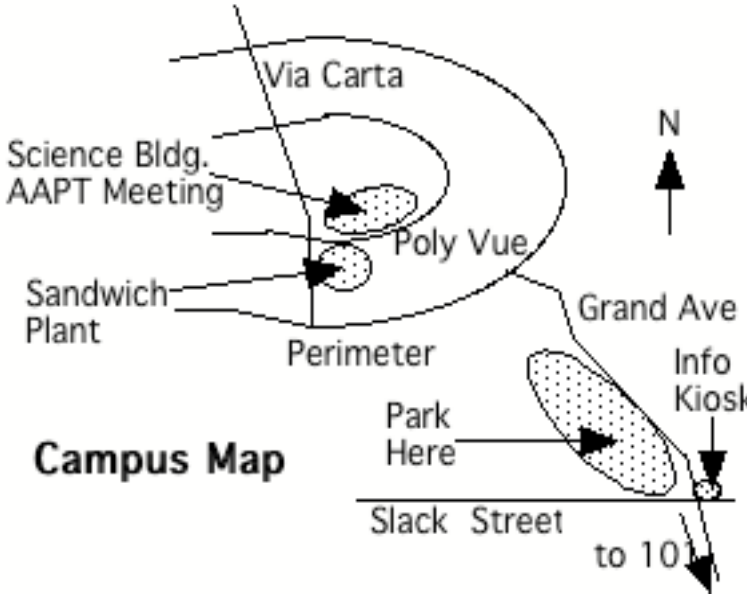 Via Carta
N
Science Bldg.
AAPT Meeting
Poly Vue
Sandwich
Plant
Grand Ave
Perimeter
Info
Kiosk
Park
Here
Campus Map
Slack Street
to 101